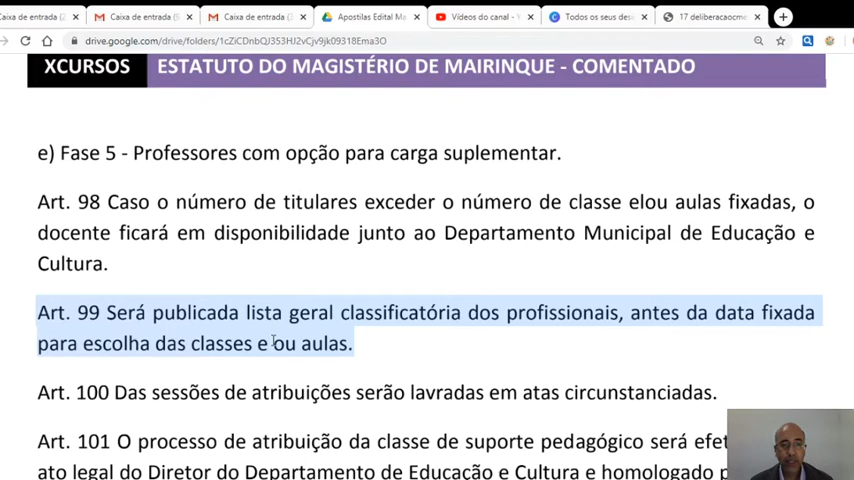 Caixa de entrada (5
Caixa de entrada (
Caixa de entrada (
Apostilas Edital Ma
Vídeos do canal - Y
Todos os seus des
17 deliberacaocme
drive.google.com/drive/folders/1cZiCDnbQJ353HJ2vCjv9jk09318Ema3O
XCURSOS ESTATUTO DO MAGISTÉRIO DE MAIRINQUE - COMENTADO
e) Fase 5 - Professores com opção para carga suplementar.
Art. 98 Caso o número de titulares exceder o número de classe elou aulas fixadas, o
docente ficará em disponibilidade junto ao Departamento Municipal de Educação e
Cultura.
Art. 99 Será publicada lista geral classificatória dos profissionais, antes da data fixada
para escolha das classes e ou aulas.
Art. 100 Das sessões de atribuições serão lavradas em atas circunstanciadas.
Art. 101 O processo de atribuição da classe de suporte pedagógico será
ato legal do Diretor do Departamento de Educação e Cultura e homologado